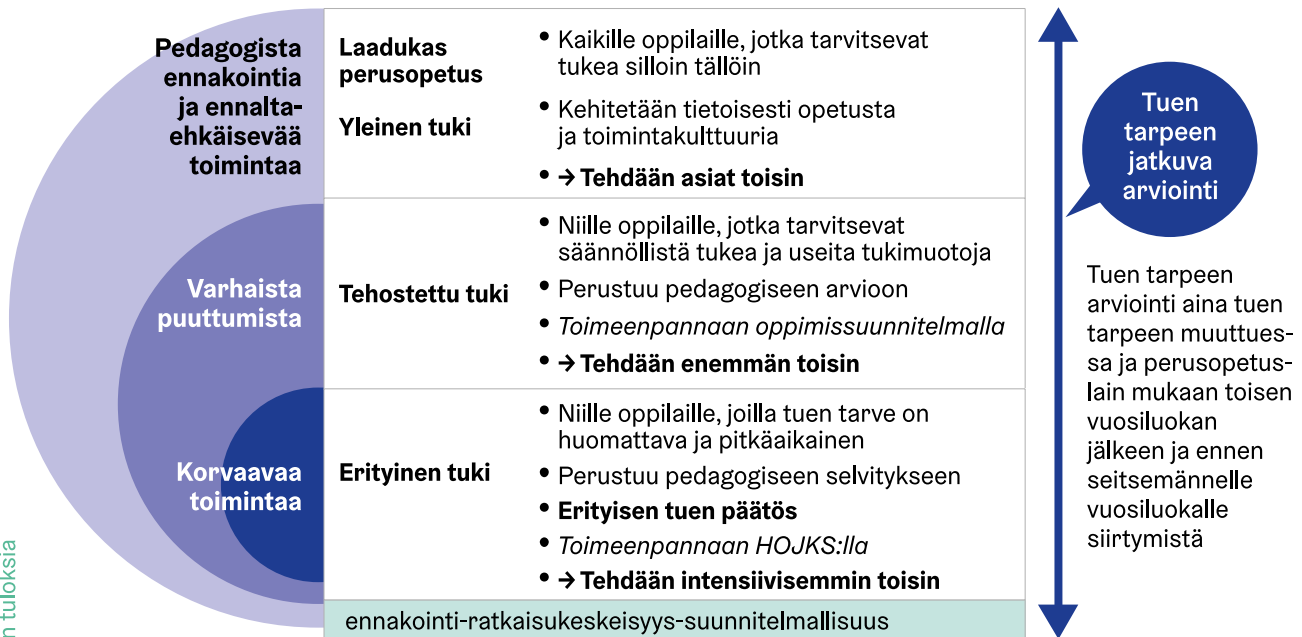 Pedagogista
ennakointia
ja ennalta-
ehkäisevää
toimintaa
Laadukas
perusopetus
Yleinen tuki
• Kaikille oppilaille, jotka tarvitsevat
tukea silloin tällöin
• Kehitetään tietoisesti opetusta
ja toimintakulttuuria
• → Tehdään asiat toisin
Varhaista
puuttumista
Tehostettu tuki
• Niille oppilaille, jotka tarvitsevat
säännöllistä tukea ja useita tukimuotoja
• Perustuu pedagogiseen arvioon
• Toimeenpannaan oppimissuunnitelmalla
• → Tehdään enemmän toisin
Korvaavaa
toimintaa
Erityinen tuki
• Niille oppilaille, joilla tuen tarve on
huomattava ja pitkäaikainen
• Perustuu pedagogiseen selvitykseen
• Erityisen tuen päätös
• Toimeenpannaan HOJKS:lla
• → Tehdään intensiivisemmin toisin
ennakointi-ratkaisukeskeisyys-suunnitelmallisuus
Tuen
tarpeen
jatkuva
arviointi
Tuen tarpeen
arviointi aina tuen
tarpeen muuttues-
sa ja perusopetus-
lain mukaan toisen
vuosiluokan
jälkeen ja ennen
seitsemännelle
vuosiluokalle
siirtymistä
tuloksia